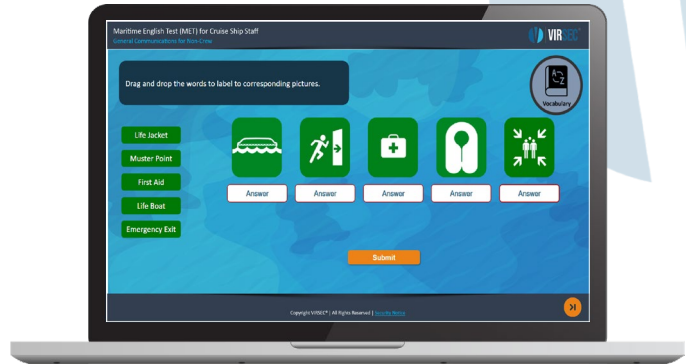 Maritime English Test (MET) for Cruise Ship Staff
General Communications for Non-Crew
VIRSEC
Drag and drop the words to label to corresponding pictures.
A
Z
Vocabulary
Life Jacket
Muster Point
First Aid
Life Boat
Emergency Exit
Answer Answer Answer Answer Answer
Submit
Copyright VIRSEC® | All Rights Reserved | Security Notice